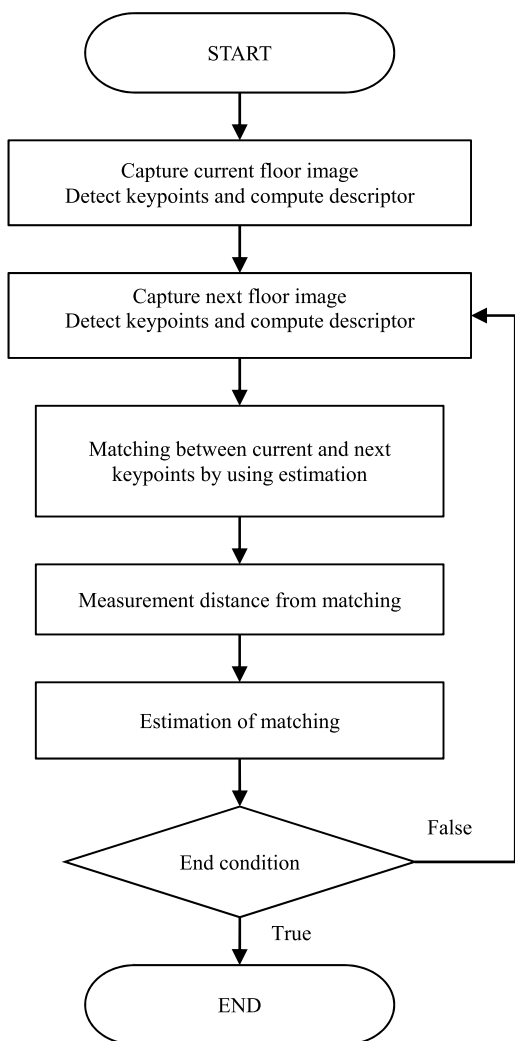 START
Capture current floor image
Detect keypoints and compute descriptor
Capture next floor image
Detect keypoints and compute descriptor
Matching between current and next
keypoints by using estimation
Measurement distance from matching
Estimation of matching
False
End condition
True
END